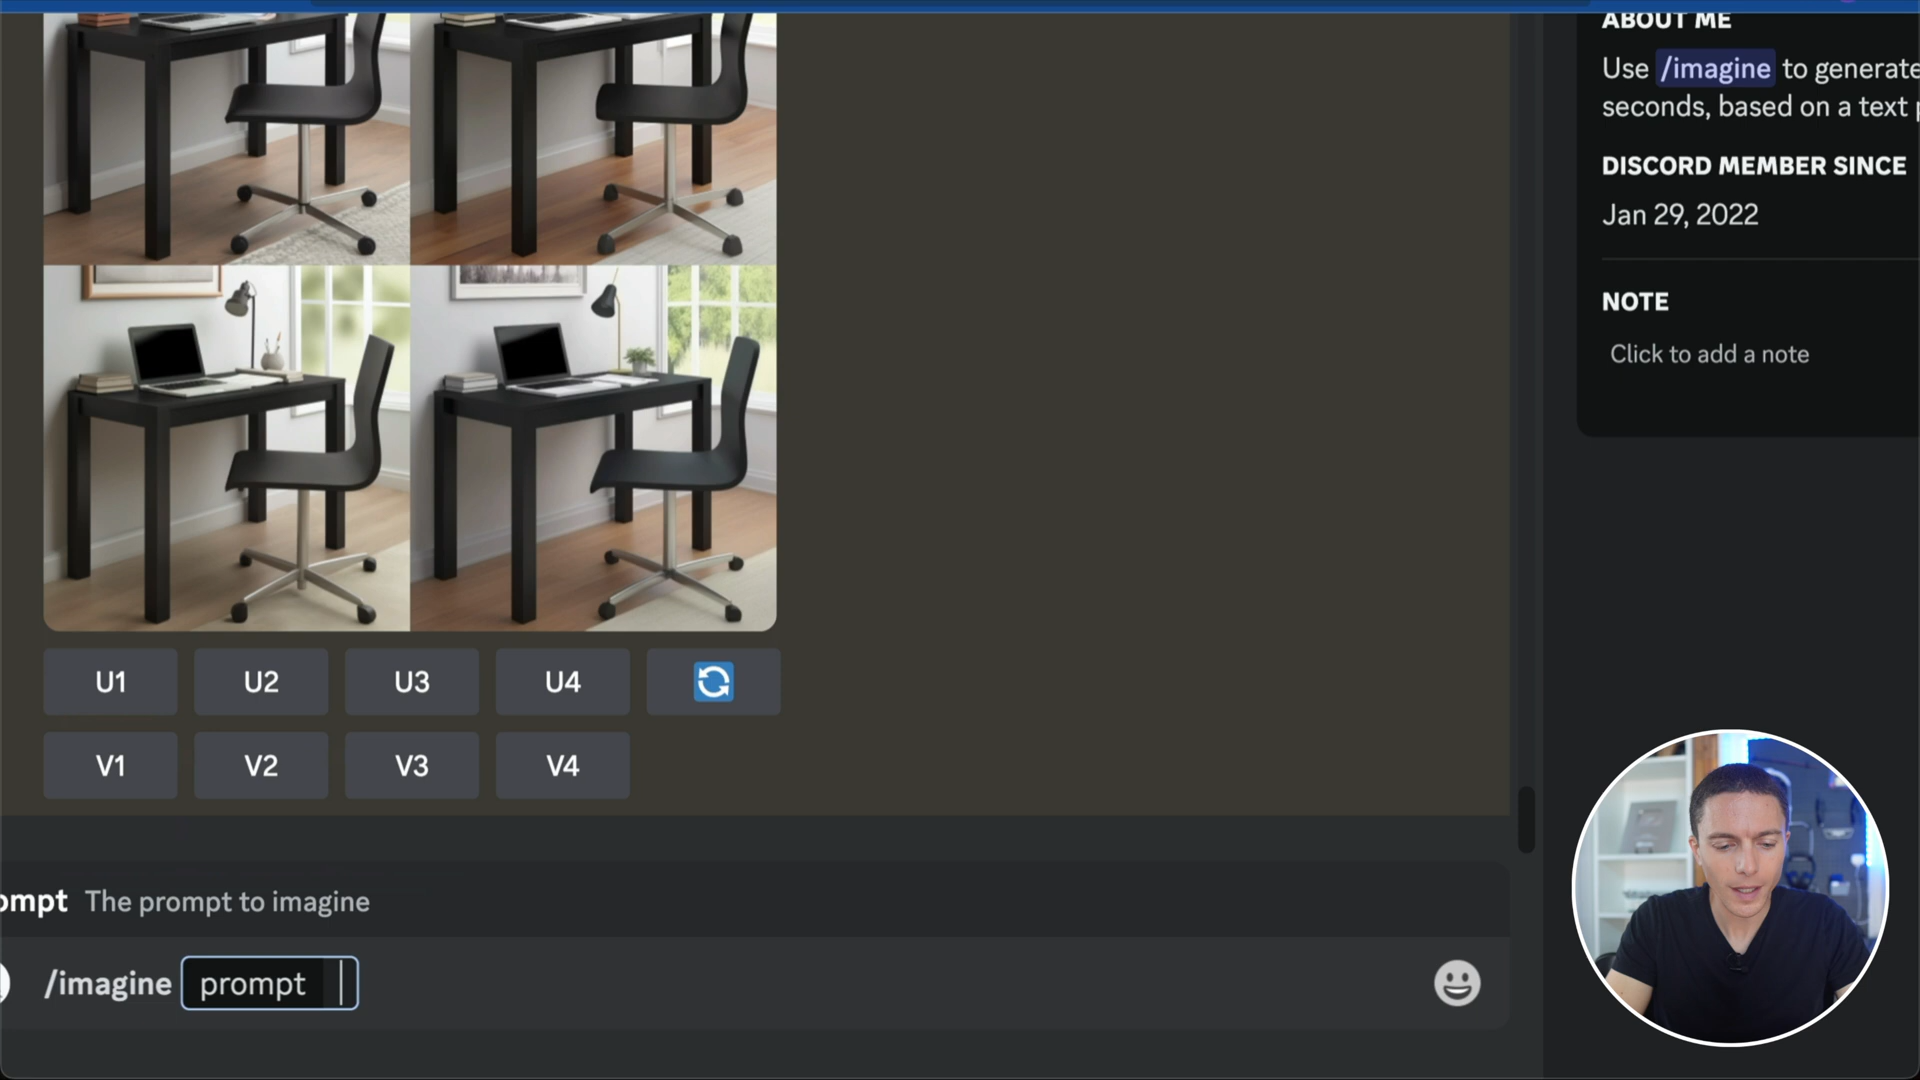 ABOUT ME
Use /imagine to generate
seconds, based on a text
DISCORD MEMBER SINCE
Jan 29, 2022
NOTE
Click to add a note
U1 U2 U3 U4
V1 V2 V3 V4
ompt The prompt to imagine
/imagine prompt